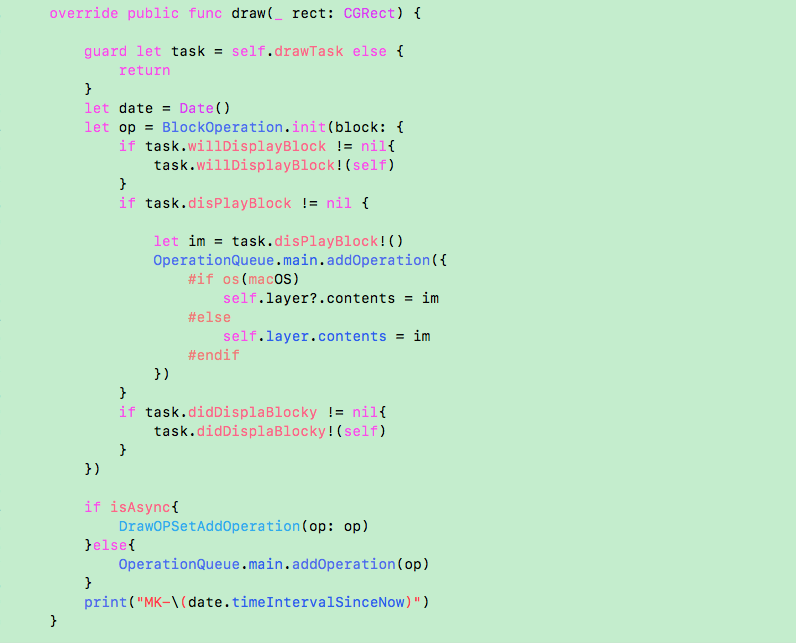 override public func draw(_ rect: CGRect) {
guard let task = self.drawTask else {
return
}
let date = Date()
let op = BlockOperation.init(block: {
if task.willDisplayBlock != nil{
task.willDisplayBlock!(self)
}
if task.disPlayBlock != nil {
let im = task.disPlayBlock!()
OperationQueue.main.addOperation({
#if os(macOS)
self.layer?.contents = im
#else
self.layer.contents = im
#endif
})
}
if task.didDisplaBlocky != nil{
task.didDisplaBlocky!(self)
}
})
if isAsync{
DrawOPSetAddOperation(op: op)
}else{
OperationQueue.main.addOperation(op)
}
print("MK-\(date.timeIntervalSinceNow)")
}